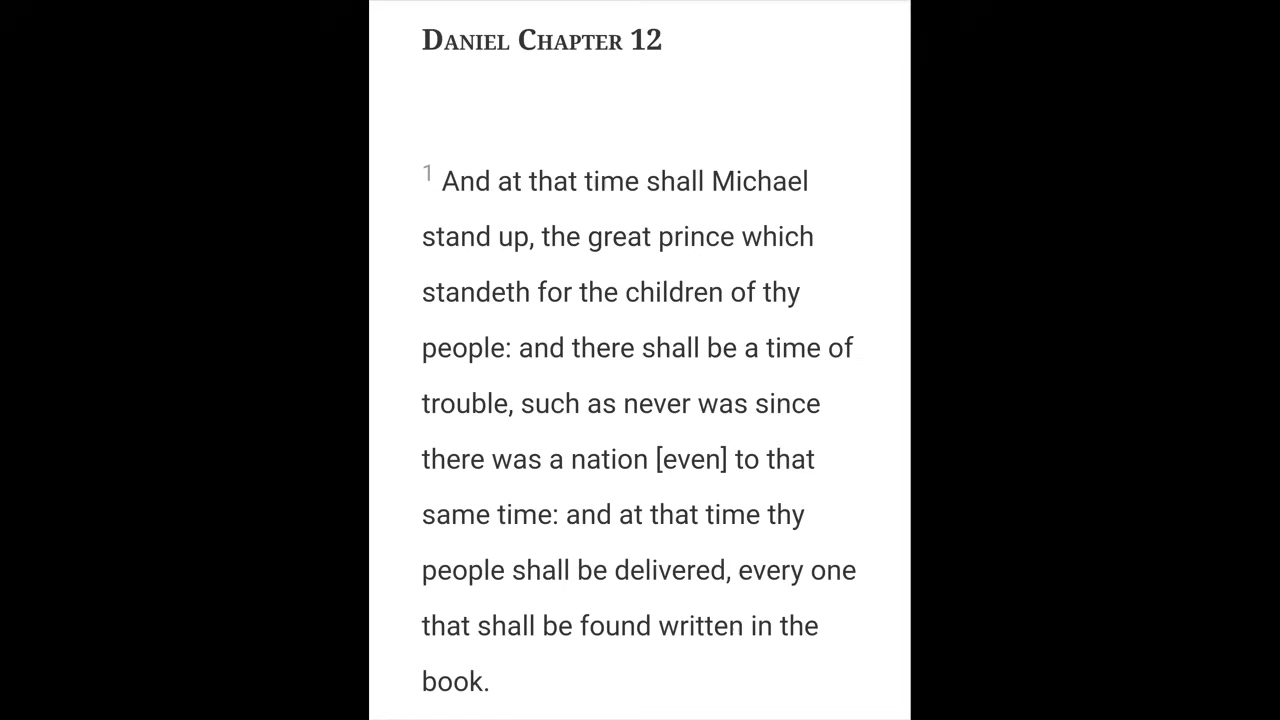 Daniel Chapter 12
1 And at that time shall Michael
stand up, the great prince which
standeth for the children of thy
people: and there shall be a time of
trouble, such as never was since
there was a nation [even] to that
same time: and at that time thy
people shall be delivered, every one
that shall be found written in the
book.